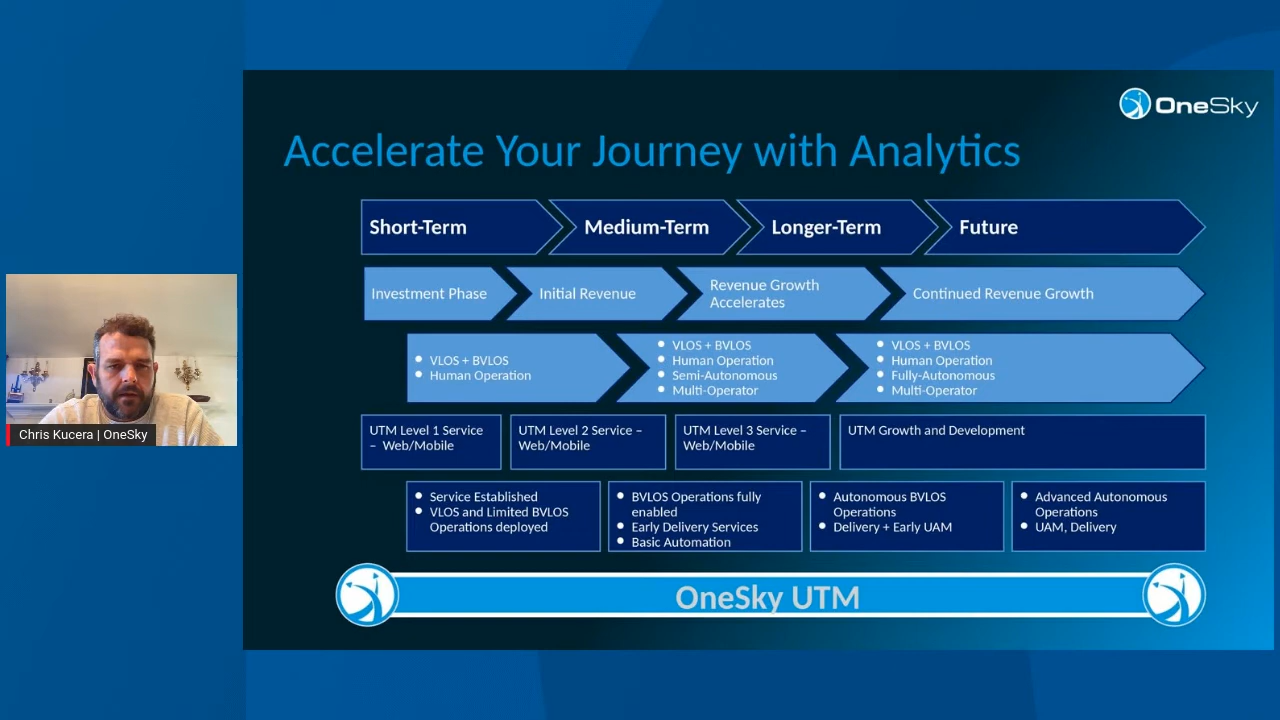 OneSky
Accelerate Your Journey with Analytics
Short-Term
Medium-Term
Longer-Term
Future
Investment Phase
Initial Revenue
Revenue Growth
Accelerates
Continued Revenue Growth
VLOS + BVLOS
Human Operation
VLOS + BVLOS
Human Operation
Semi-Autonomous
Multi-Operator
VLOS + BVLOS
Human Operation
Fully-Autonomous
Multi-Operator
UTM Level 1 Service
– Web/Mobile
UTM Level 2 Service –
Web/Mobile
UTM Level 3 Service –
Web/Mobile
UTM Growth and Development
Service Established
VLOS and Limited BVLOS
Operations deployed
BVLOS Operations fully
enabled
Early Delivery Services
Basic Automation
Autonomous BVLOS
Operations
Delivery + Early UAM
Advanced Autonomous
Operations
UAM, Delivery
OneSky UTM
Chris Kucera | OneSky